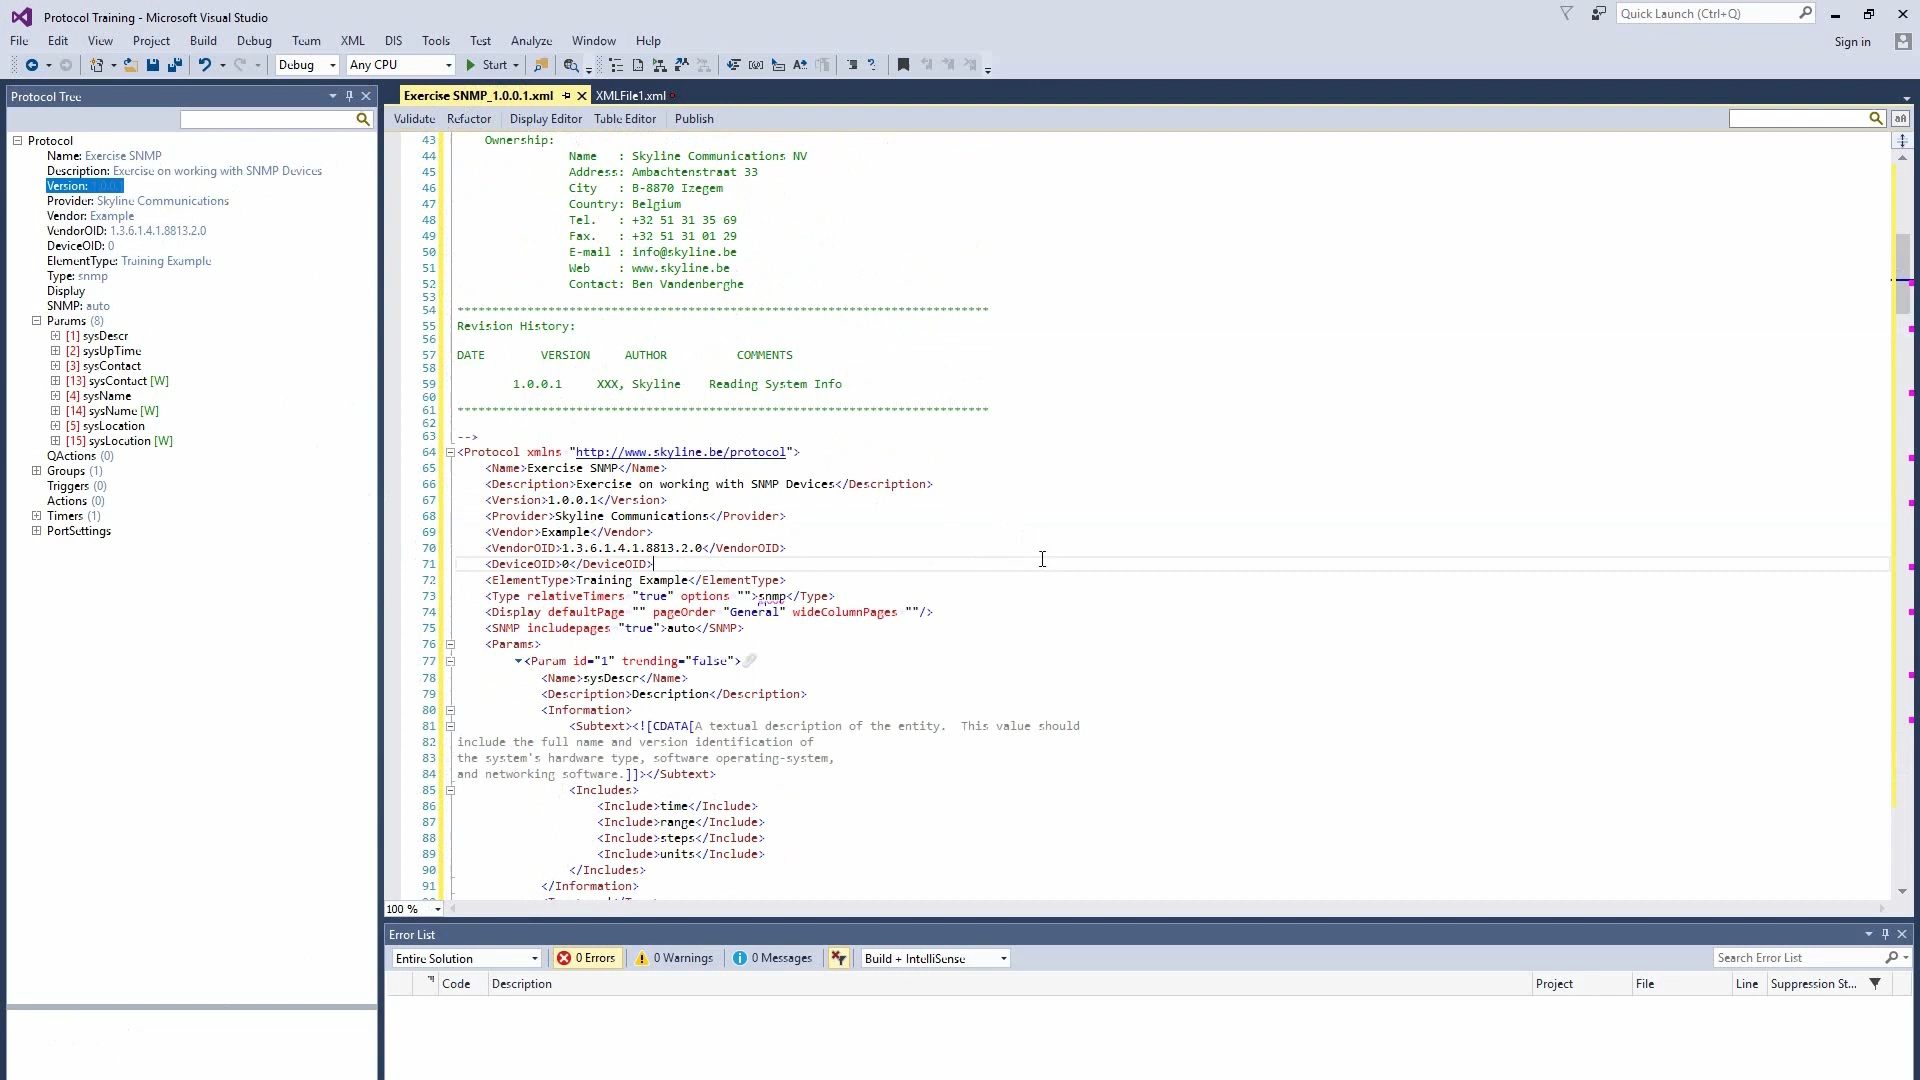 Protocol Training - Microsoft Visual Studio
Quick Launch (Ctrl+Q)
File Edit View Project Build Debug Team XML DIS Tools Test Analyze Window Help
Sign in
Debug Any CPU Start
Protocol Tree
Protocol
Name: Exercise SNMP
Description: Exercise on working with SNMP Devices
Version: 1.0.0.1
Provider: Skyline Communications
Vendor: Example
VendorOID: 1.3.6.1.4.1.8813.2.0
DeviceOID: 0
ElementType: Training Example
Type: snmp
Display
SNMP: auto
Params (8)
[1] sysDescr
[2] sysUpTime
[3] sysContact
[13] sysContact [W]
[4] sysName
[14] sysName [W]
[5] sysLocation
[15] sysLocation [W]
QActions (0)
Groups (1)
Triggers (0)
Actions (0)
Timers (1)
PortSettings
Exercise SNMP_1.0.0.1.xml XMLFile1.xml
Validate Refactor Display Editor Table Editor Publish
43 Ownership:
44 Name : Skyline Communications NV
45 Address: Ambachtenstraat 33
46 City : B-8870 Izegem
47 Country: Belgium
48 Tel. : +32 51 31 35 69
49 Fax. : +32 51 31 01 29
50 E-mail : info@skyline.be
51 Web : www.skyline.be
52 Contact: Ben Vandenberghe
53
54 ****************************************************************************
55 Revision History:
56
57 DATE VERSION AUTHOR COMMENTS
58
59 1.0.0.1 XXX, Skyline Reading System Info
60
61 ****************************************************************************
62
63 -->
64 <Protocol xmlns "http://www.skyline.be/protocol">
65 <Name>Exercise SNMP</Name>
66 <Description>Exercise on working with SNMP Devices</Description>
67 <Version>1.0.0.1</Version>
68 <Provider>Skyline Communications</Provider>
69 <Vendor>Example</Vendor>
70 <VendorOID>1.3.6.1.4.1.8813.2.0</VendorOID>
71 <DeviceOID>0</DeviceOID>
72 <ElementType>Training Example</ElementType>
73 <Type relativeTimers "true" options "">snmp</Type>
74 <Display defaultPage "" pageOrder "General" wideColumnPages ""/>
75 <SNMP includepages "true">auto</SNMP>
76 <Params>
77 <Param id="1" trending="false">
78 <Name>sysDescr</Name>
79 <Description>Description</Description>
80 <Information>
81 <Subtext><![CDATA[A textual description of the entity. This value should
82 include the full name and version identification of
83 the system's hardware type, software operating-system,
84 and networking software.]]></Subtext>
85 <Includes>
86 <Include>time</Include>
87 <Include>range</Include>
88 <Include>steps</Include>
89 <Include>units</Include>
90 </Includes>
91 </Information>
100 %
Error List
Entire Solution 0 Errors 0 Warnings 0 Messages Build + IntelliSense Search Error List
Code Description Project File Line Suppression St...